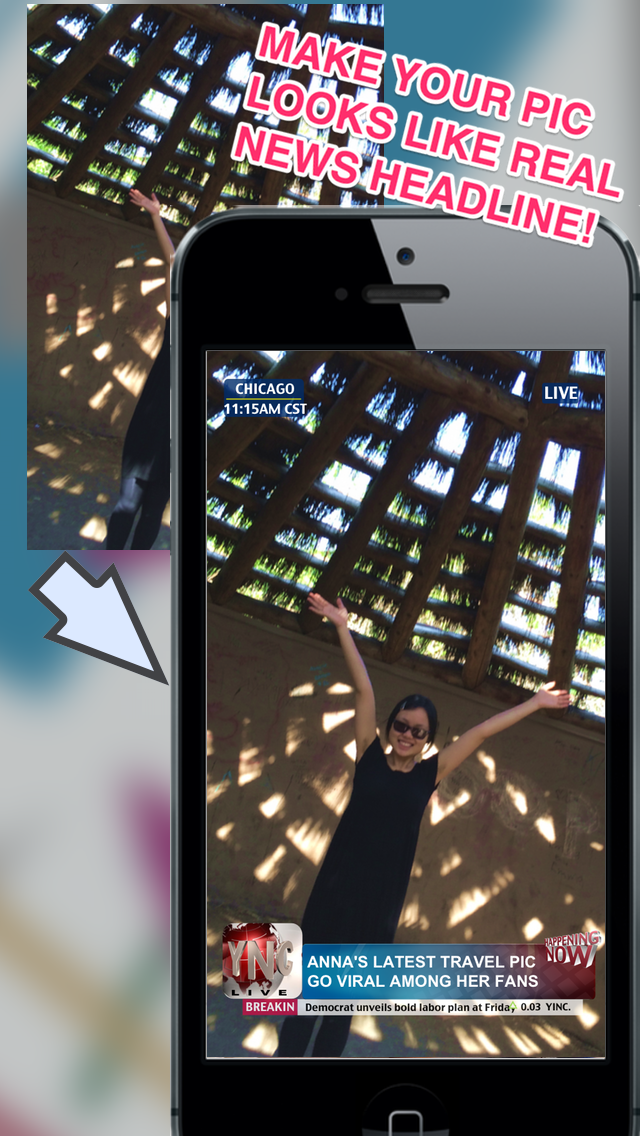 MAKE YOUR PIC
LOOKS LIKE REAL
NEWS HEADLINE!
CHICAGO
11:15AM CST
LIVE
YNC
LIVE
HAPPENING
NOW
ANNA'S LATEST TRAVEL PIC
GO VIRAL AMONG HER FANS
BREAKIN
Democrat unveils bold labor plan at Friday 0.03 YINC.